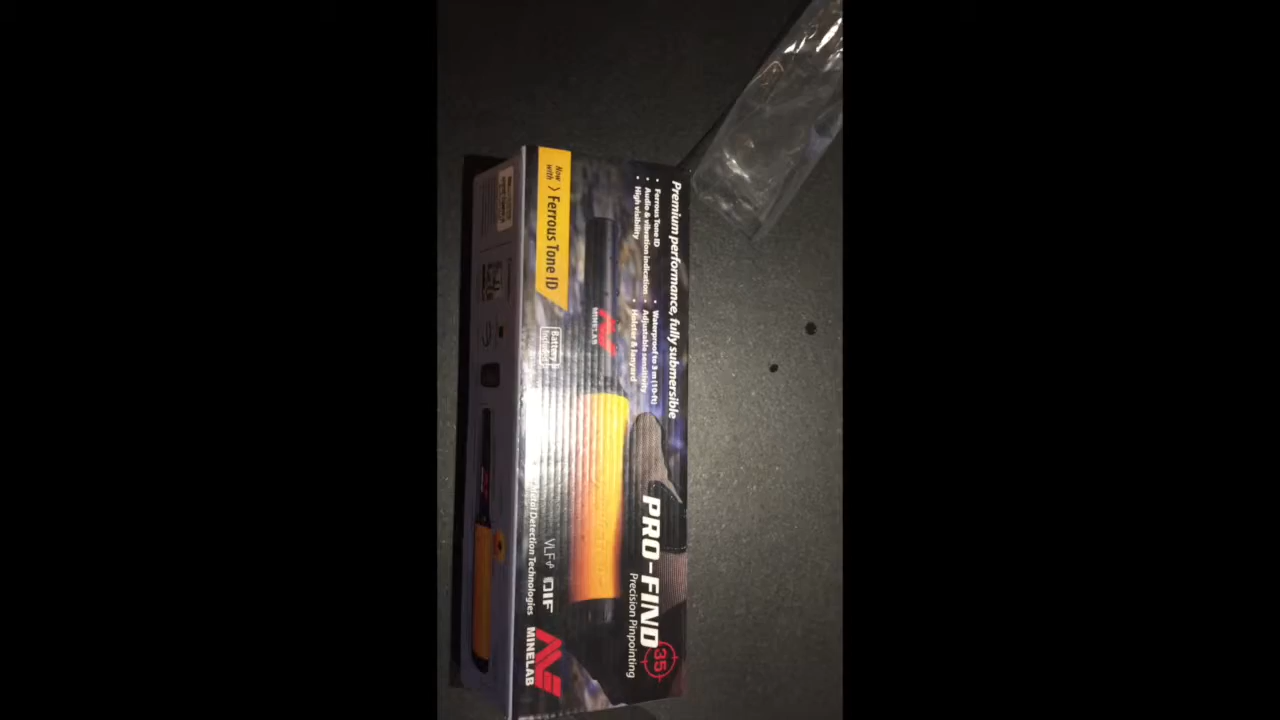 Premium performance, fully submersible
• Ferrous Tone ID
• Audio & vibration indication
• High visibility
• Waterproof to 3 m (10-ft)
• Adjustable sensitivity
• Holster & lanyard
PRO-FIND 35
Precision Pinpointing
MINELAB
Now with > Ferrous Tone ID
Battery Included
VLF
DIF
Metal Detection Technologies
MINELAB